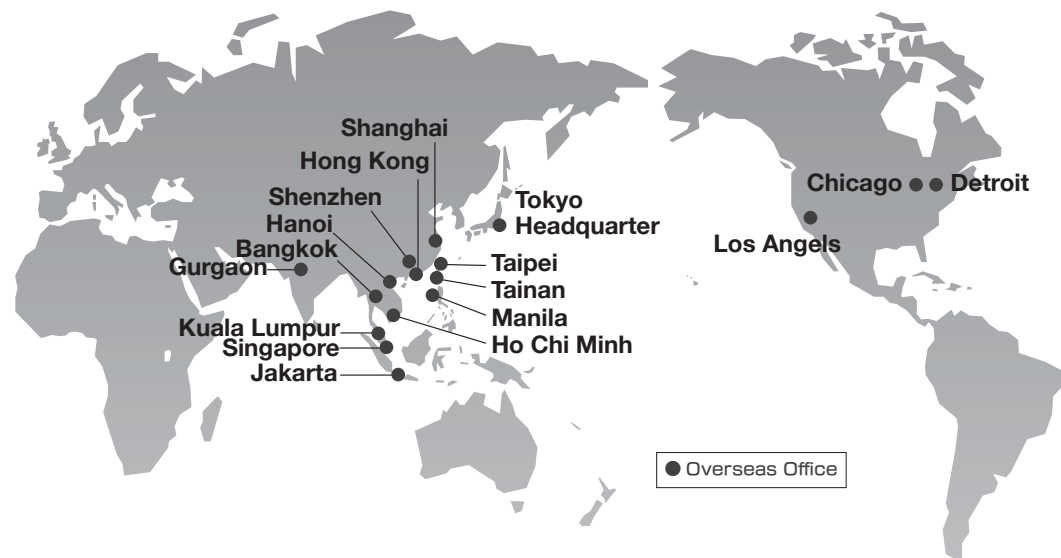 Shanghai
Hong Kong
Shenzhen
Hanoi
Bangkok
Gurgaon
Kuala Lumpur
Singapore
Jakarta
Tokyo
Headquarter
Taipei
Tainan
Manila
Ho Chi Minh
Chicago
Detroit
Los Angels
Overseas Office